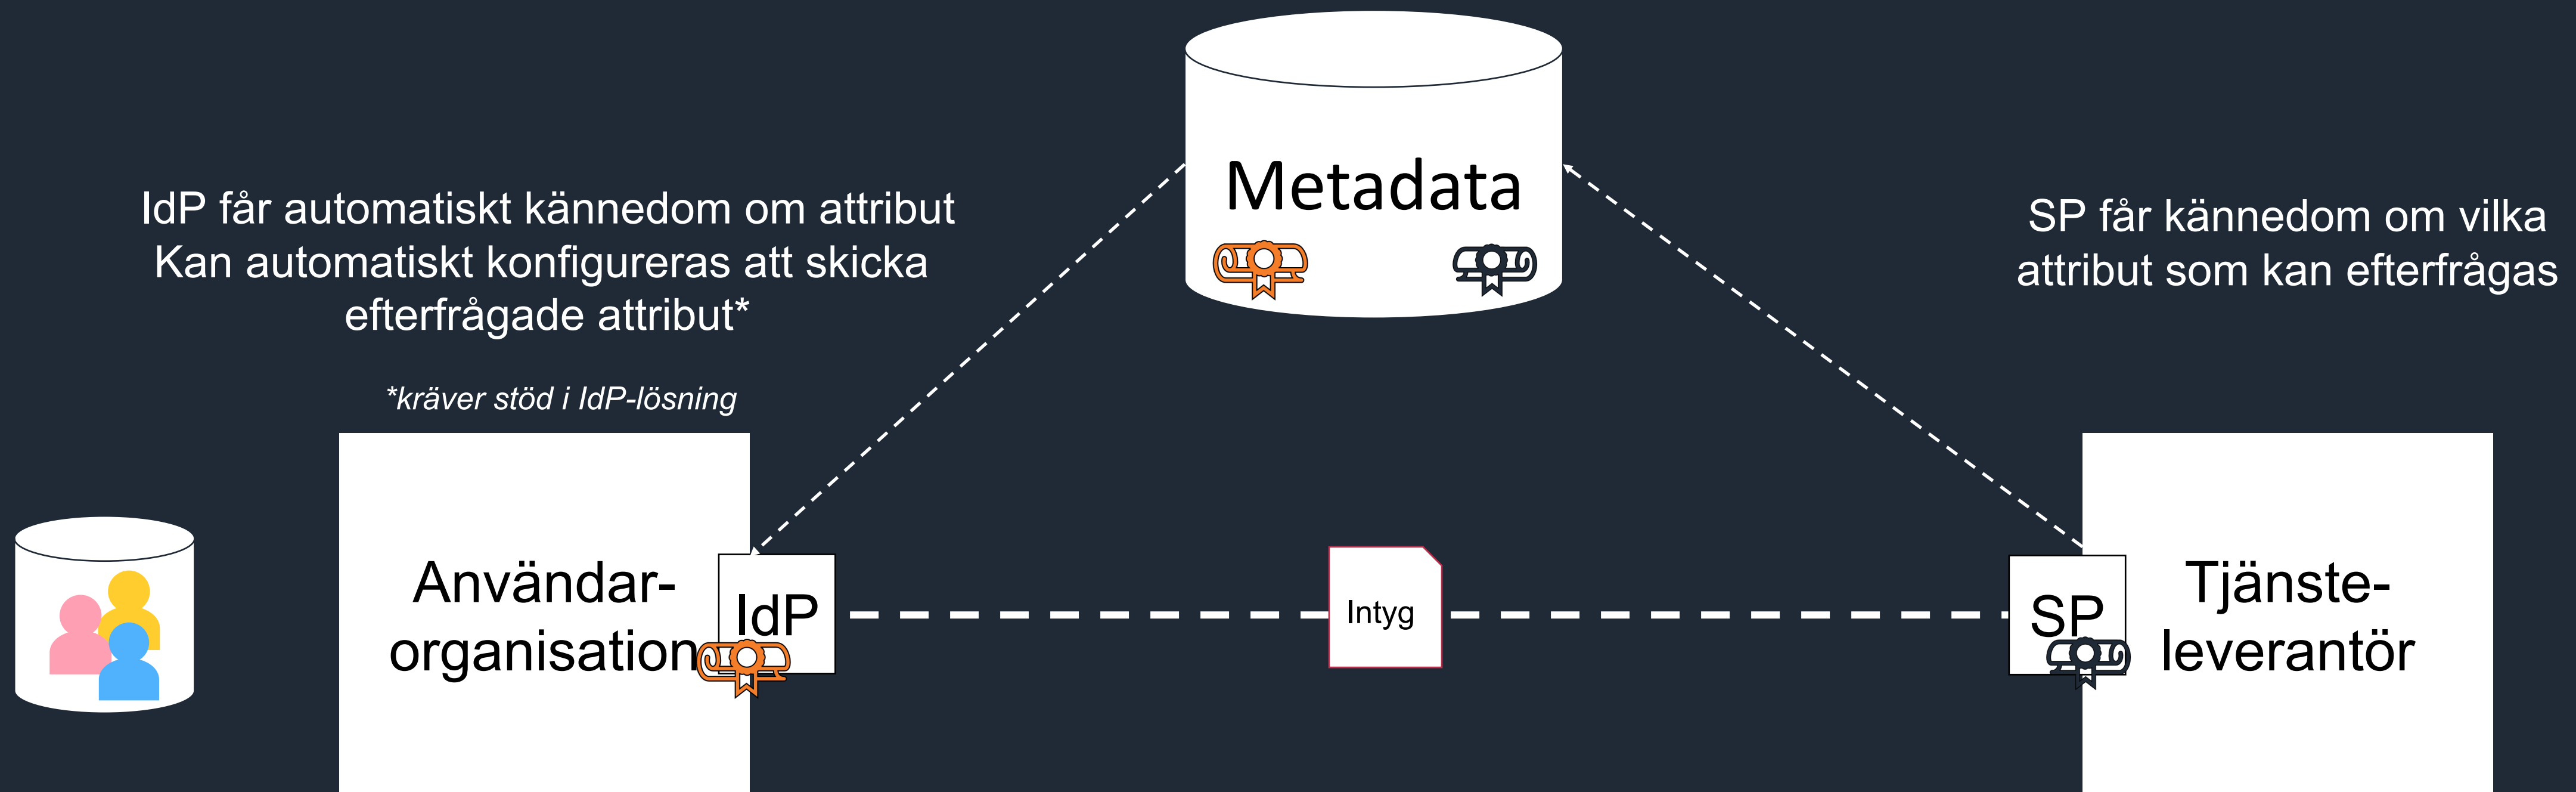 Metadata
IdP får automatiskt kännedom om attribut
Kan automatiskt konfigureras att skicka
efterfrågade attribut*
*kräver stöd i IdP-lösning
SP får kännedom om vilka
attribut som kan efterfrågas
Användar-
organisation
IdP
Intyg
SP
Tjänste-
leverantör